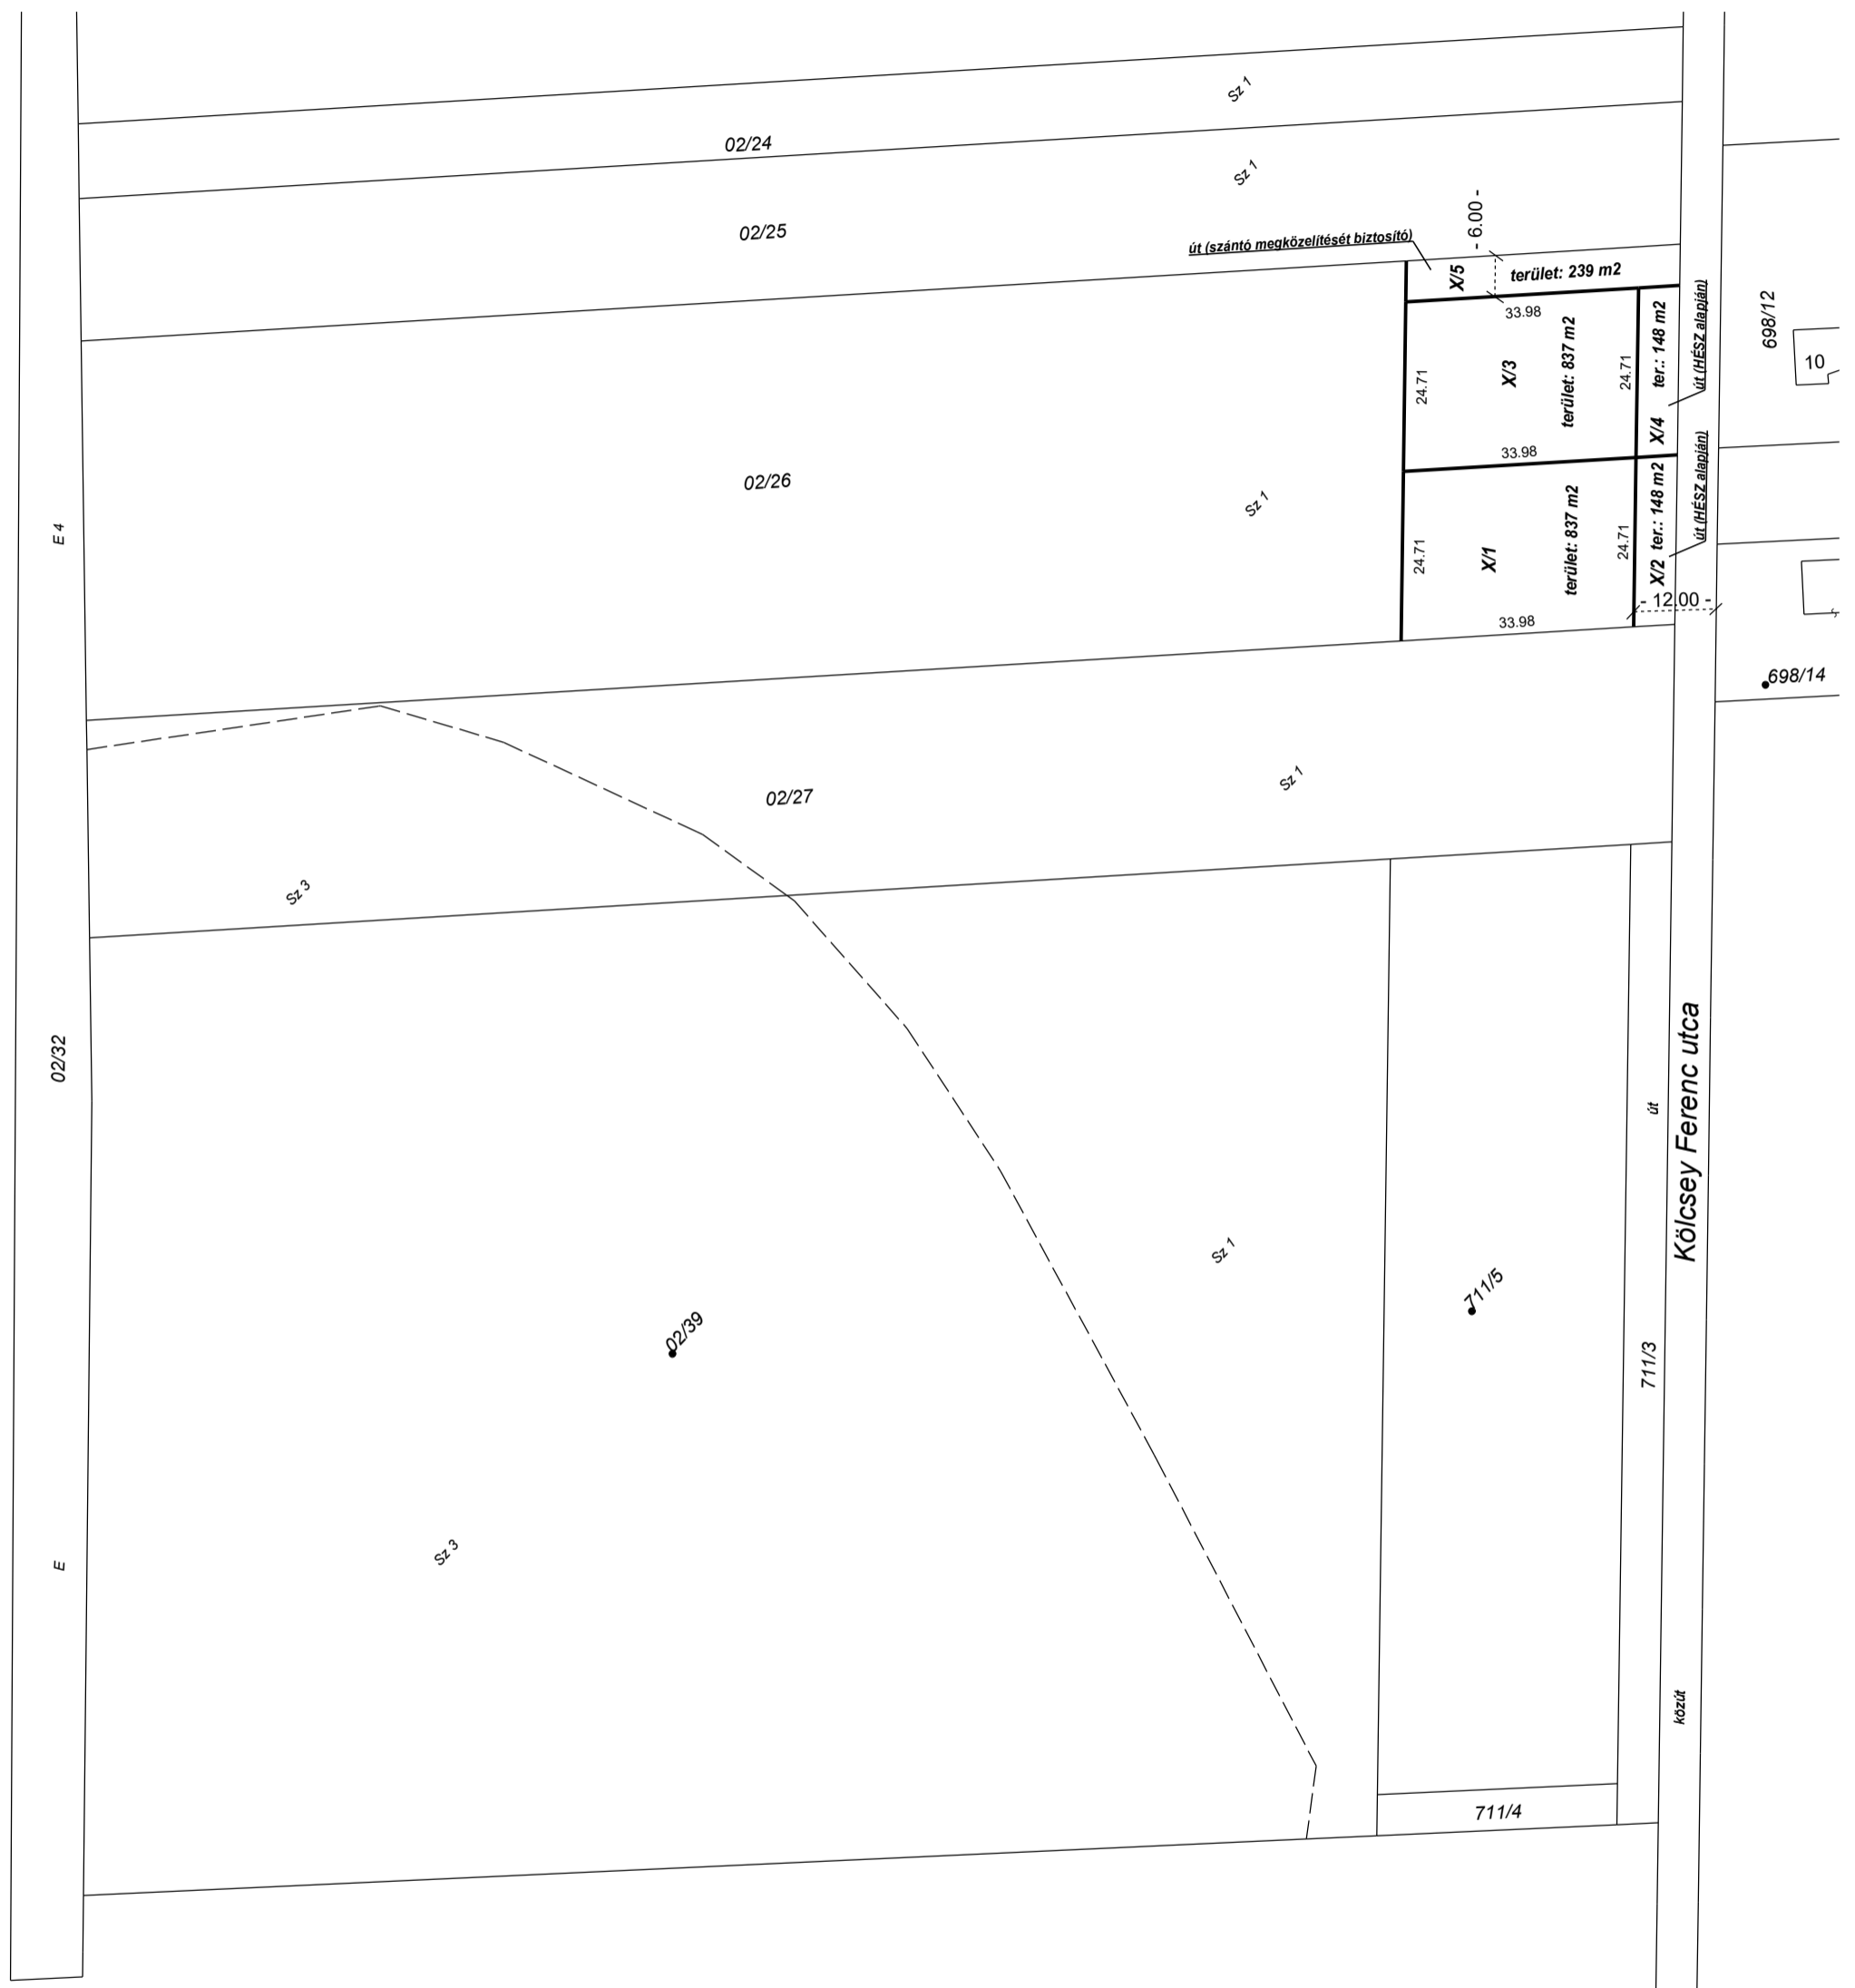 Sz 1
02/24
Sz 1
02/25
- 6.00 -
út (szántó megközelítését biztosító)
X/5
terület: 239 m2
33.98
24.71
X/3
terület: 837 m2
24.71
33.98
ter.: 148 m2
X/4
út (HÉSZ alapján)
698/12
10
02/26
Sz 1
E 4
24.71
X/1
terület: 837 m2
24.71
33.98
X/2 ter.: 148 m2
út (HÉSZ alapján)
- 12.00 -
698/14
02/27
Sz 1
Sz 3
02/32
út
Kölcsey Ferenc utca
Sz 1
711/5
02/39
711/3
Sz 3
E
közút
711/4